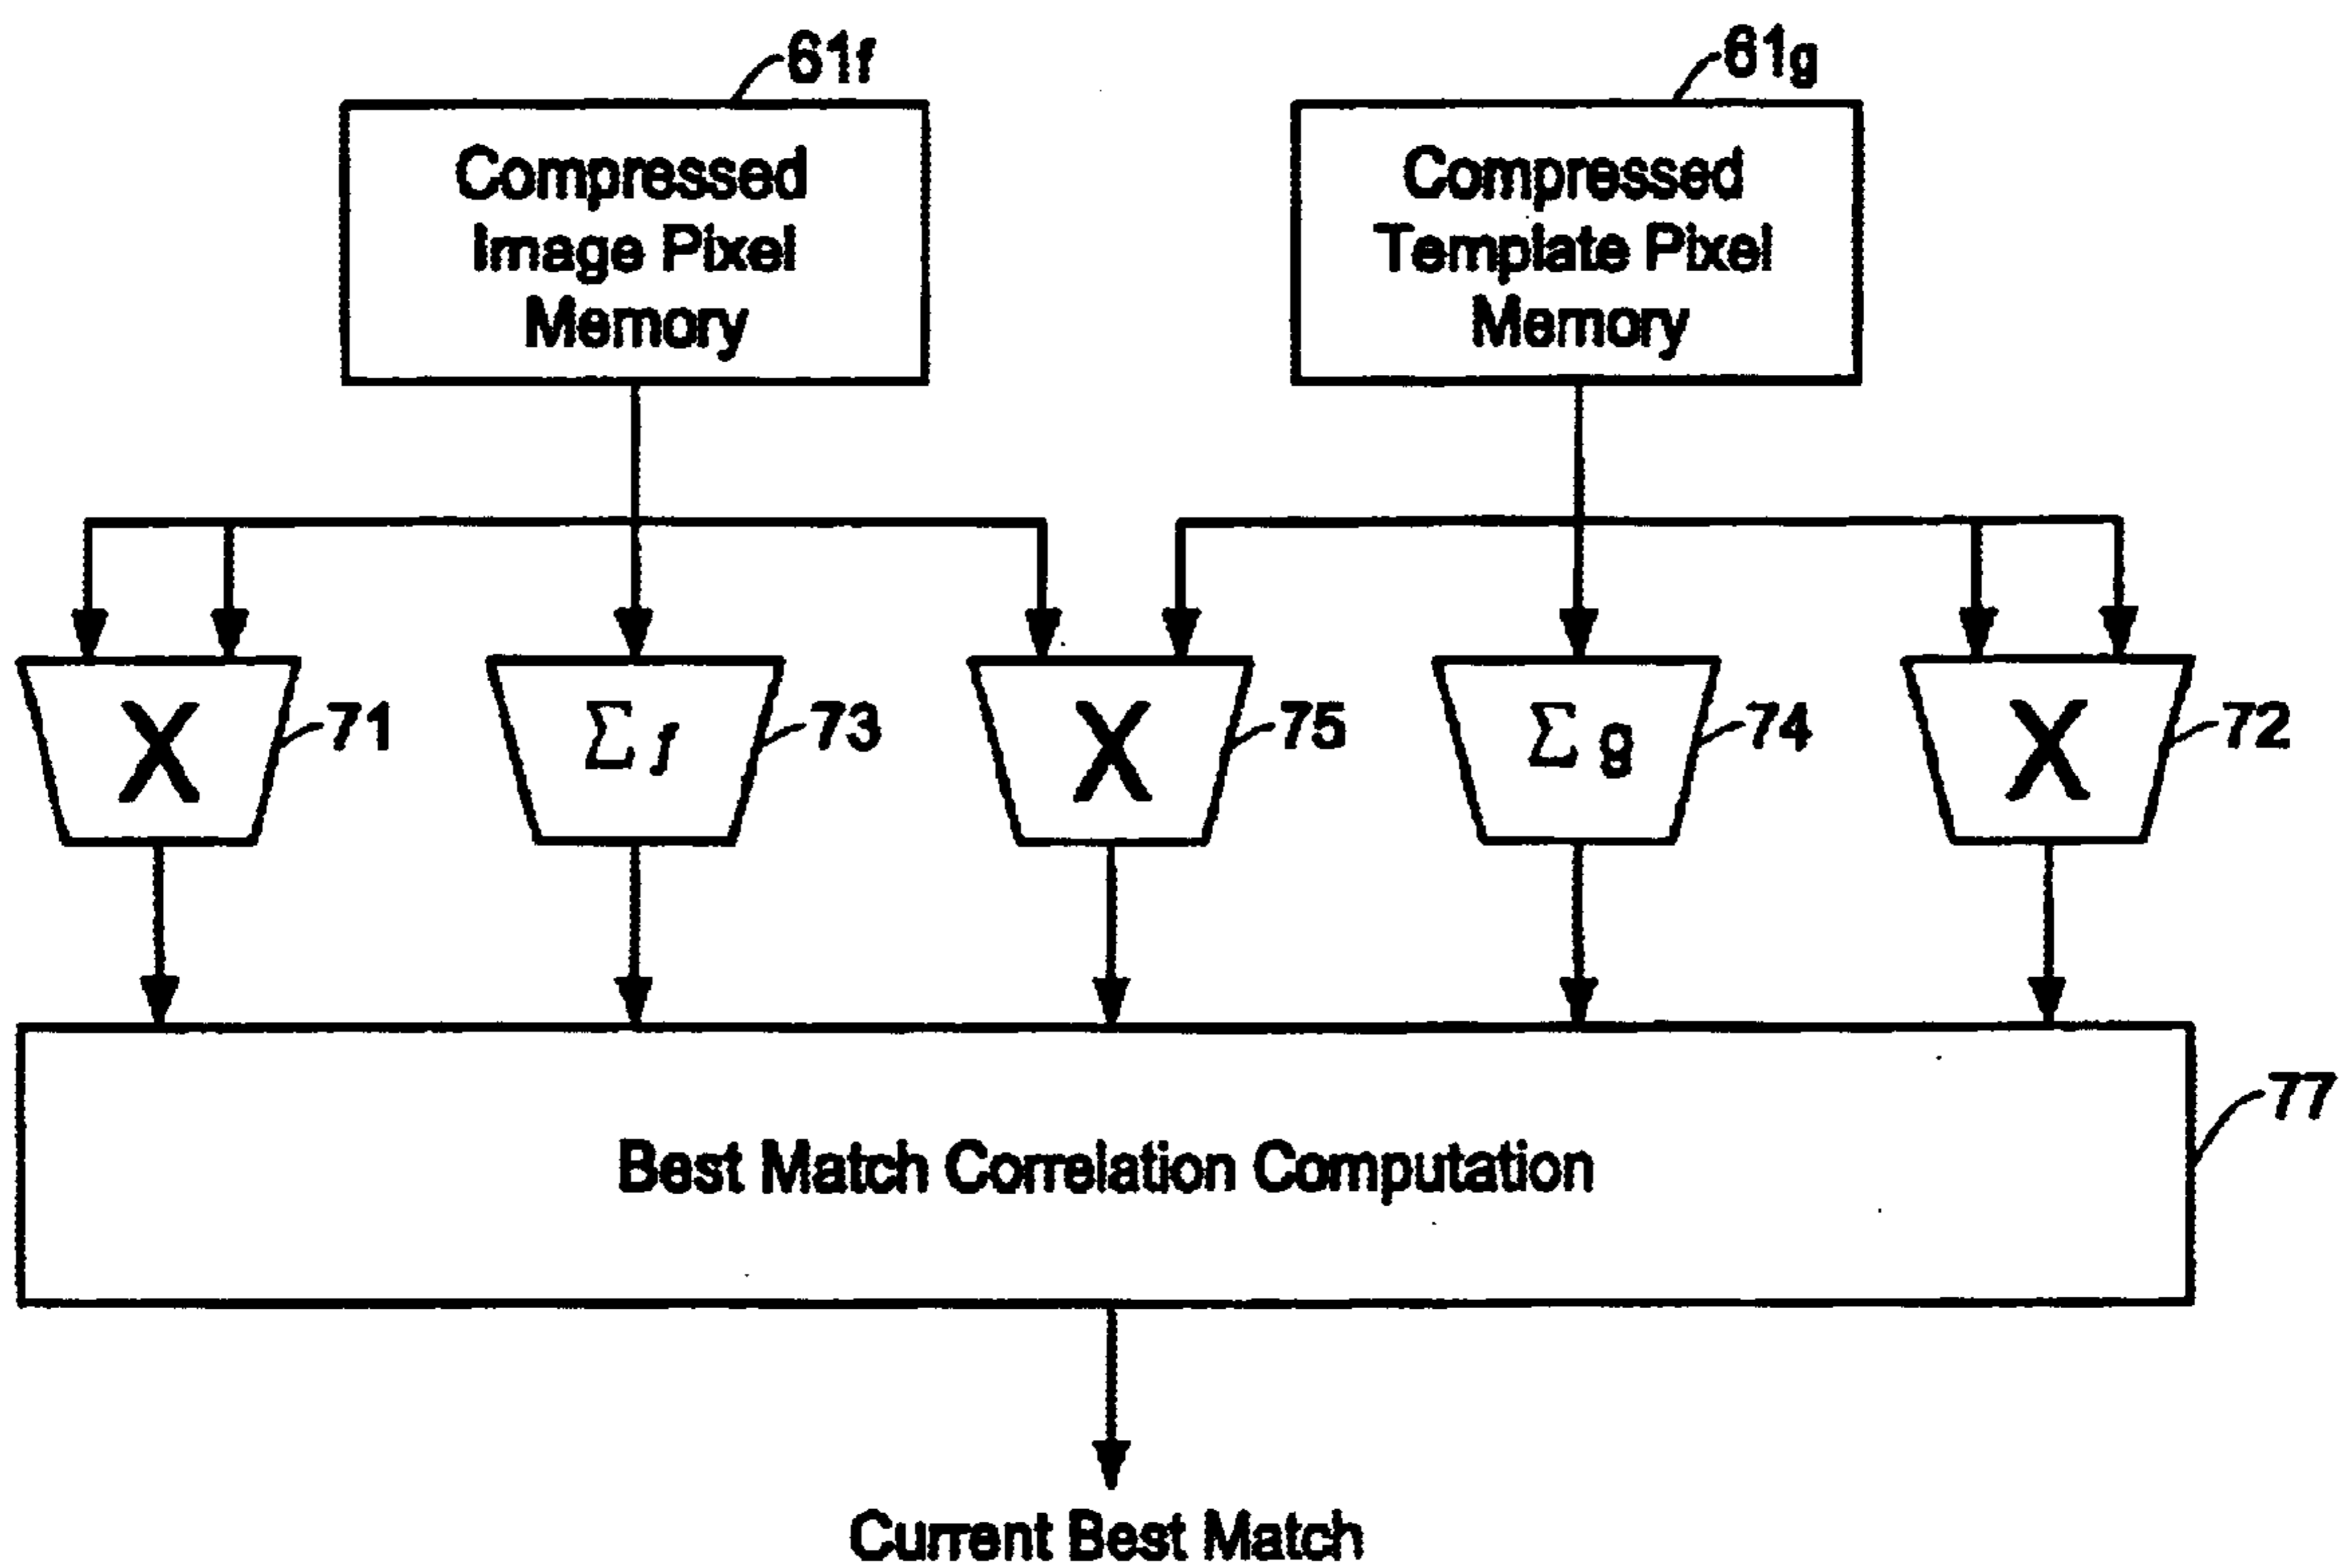 61f
61g
Compressed
Image Pixel
Memory
Compressed
Template Pixel
Memory
X
71
Σ f
73
X
75
Σ g
74
X
72
77
Best Match Correlation Computation
Current Best Match